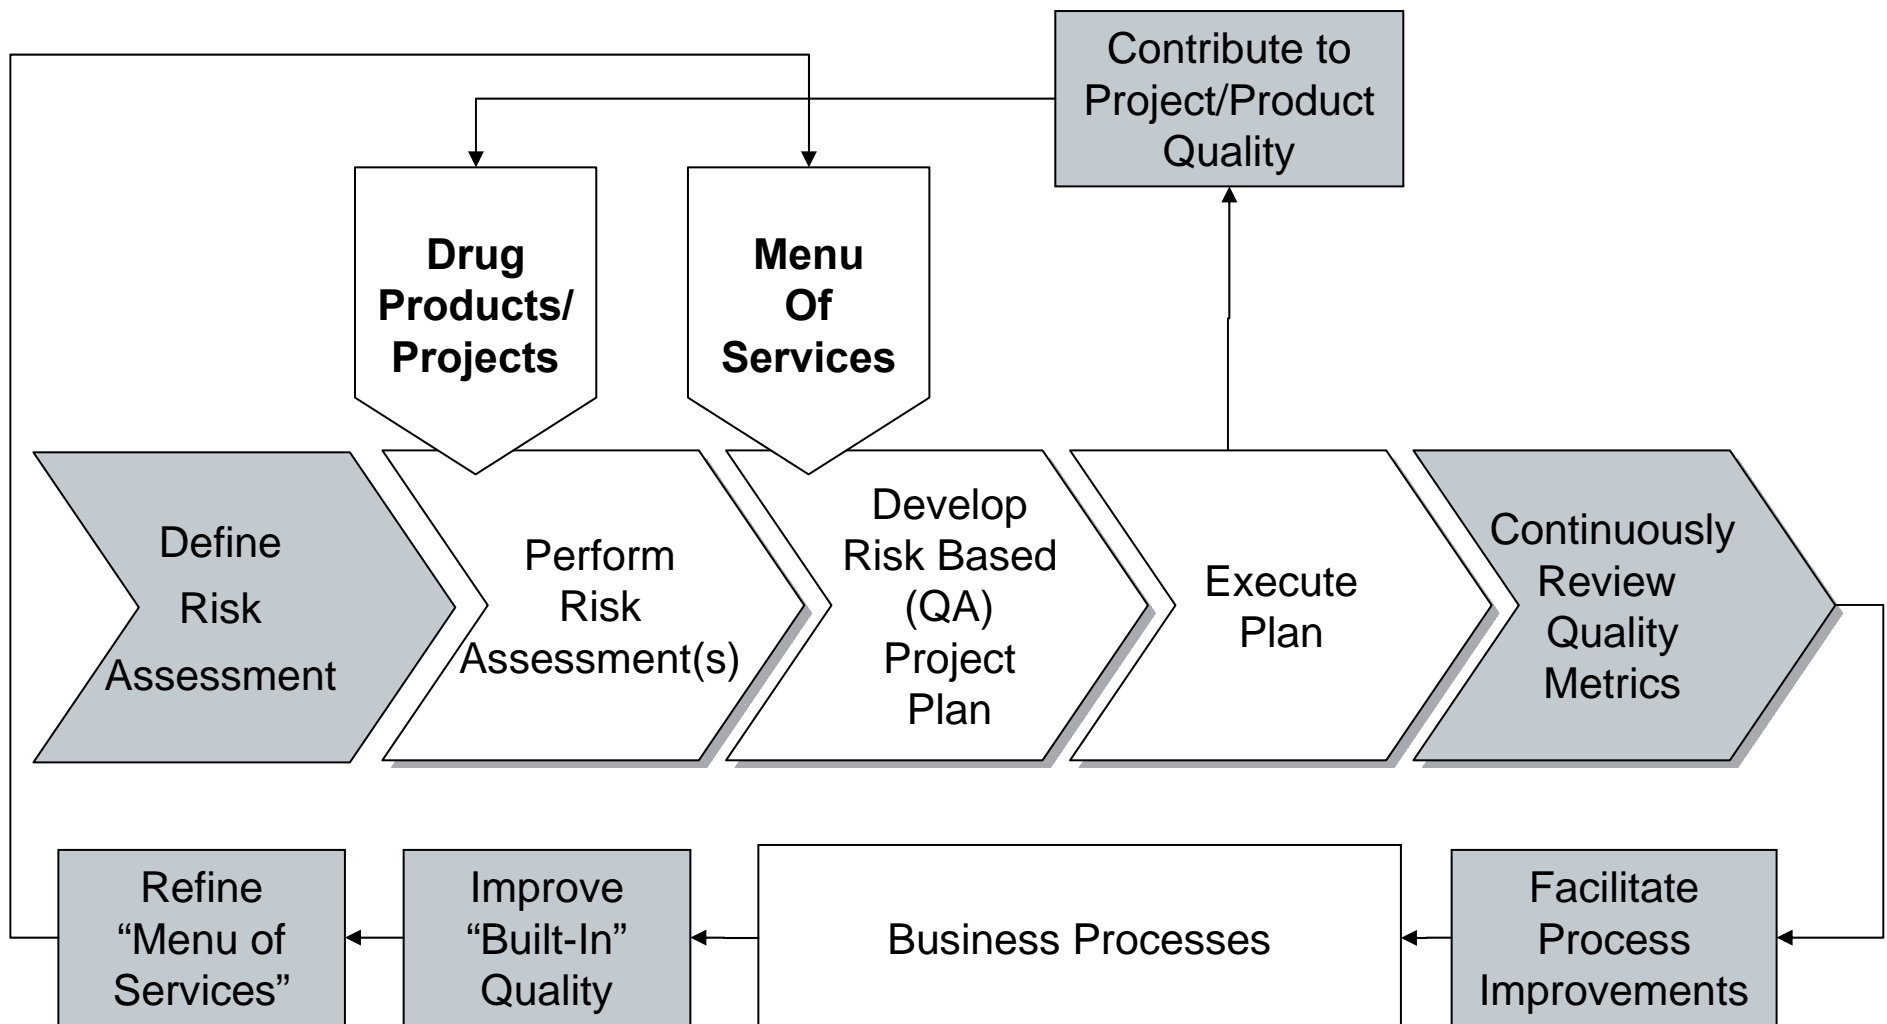 Contribute to
Project/Product
Quality
Drug
Products/
Projects
Menu
Of
Services
Define
Risk
Assessment
Perform
Risk
Assessment(s)
Develop
Risk Based
(QA)
Project
Plan
Execute
Plan
Continuously
Review
Quality
Metrics
Refine
“Menu of
Services”
Improve
“Built-In”
Quality
Business Processes
Facilitate
Process
Improvements